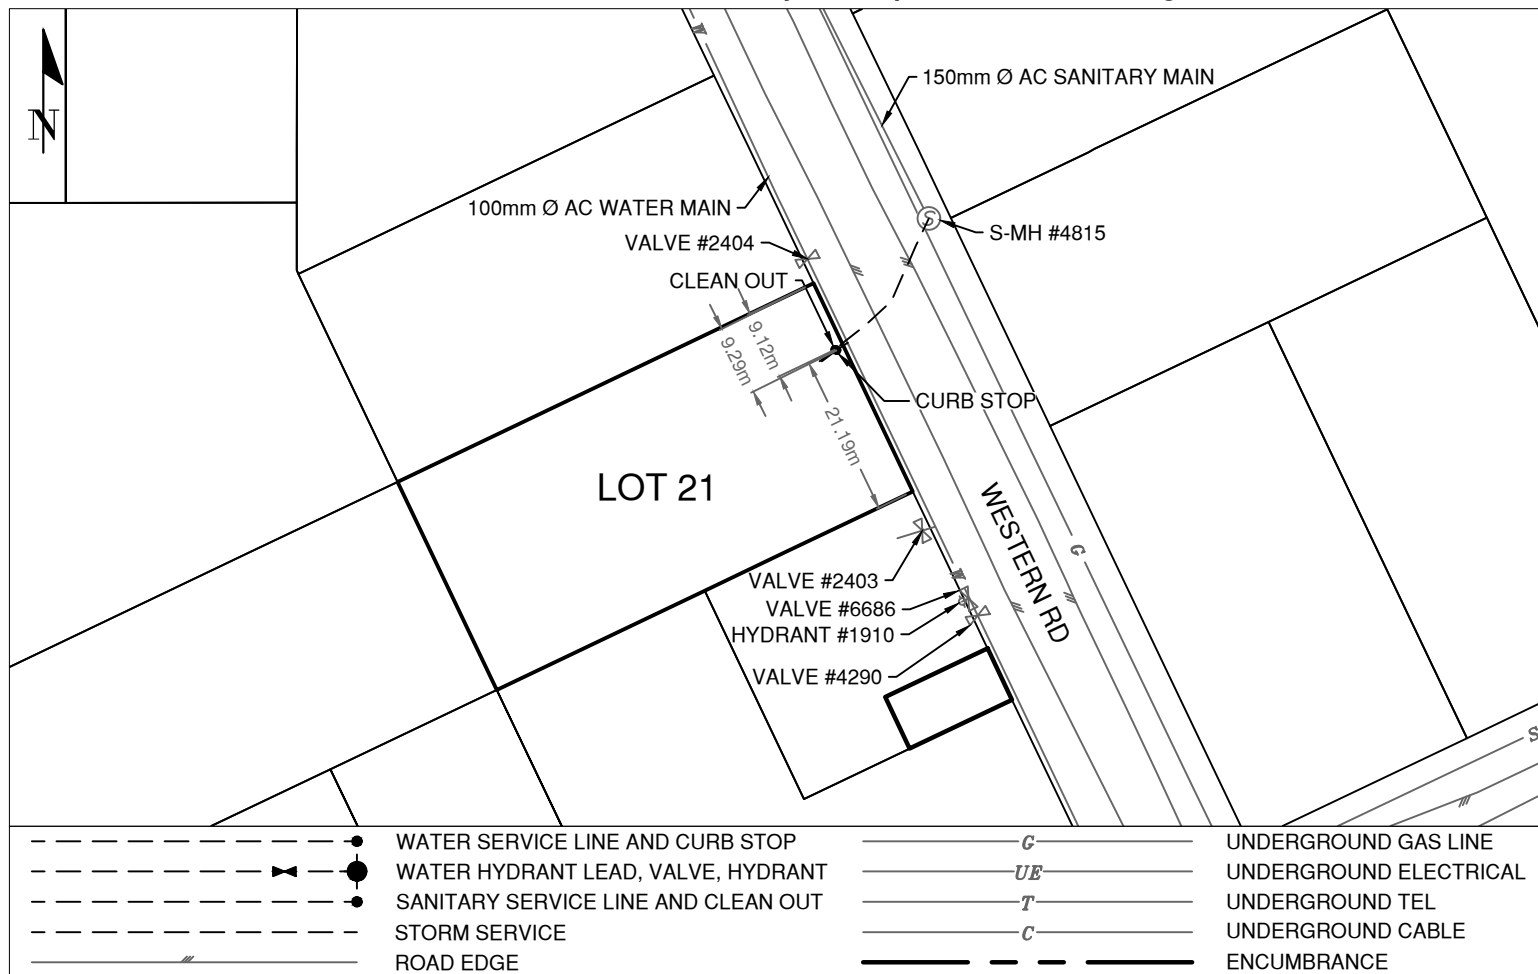 N
W
150mm Ø AC SANITARY MAIN
100mm Ø AC WATER MAIN
S
S-MH #4815
VALVE #2404
CLEAN OUT
9.12m
9.29m
CURB STOP
21.19m
LOT 21
WESTERN RD
G
VALVE #2403
W
VALVE #6686
HYDRANT #1910
VALVE #4290
S
WATER SERVICE LINE AND CURB STOP
WATER HYDRANT LEAD, VALVE, HYDRANT
SANITARY SERVICE LINE AND CLEAN OUT
STORM SERVICE
ROAD EDGE
G UNDERGROUND GAS LINE
UE UNDERGROUND ELECTRICAL
T UNDERGROUND TEL
C UNDERGROUND CABLE
ENCUMBRANCE